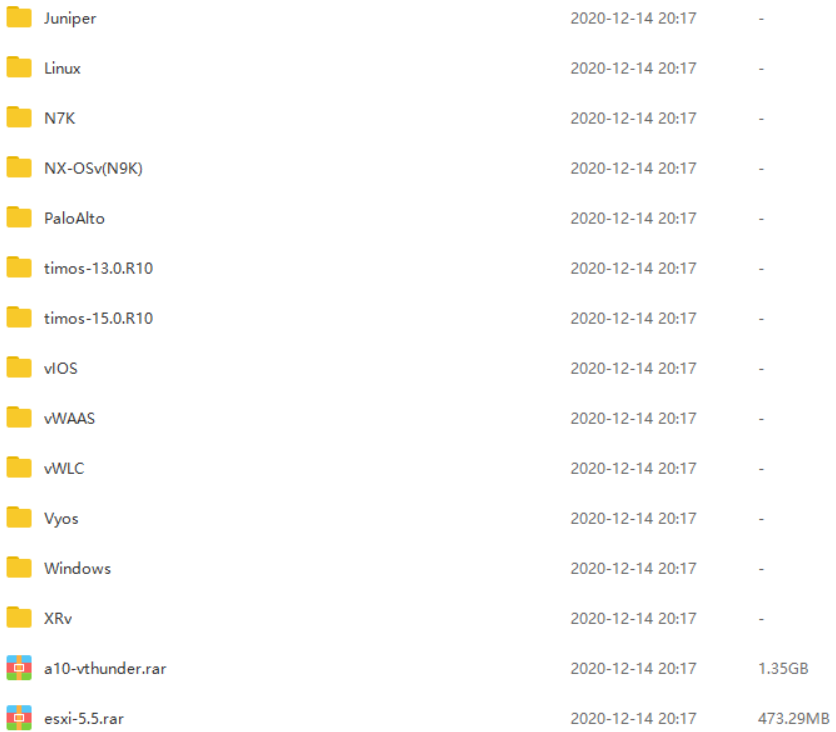 Juniper 2020-12-14 20:17 -
Linux 2020-12-14 20:17 -
N7K 2020-12-14 20:17 -
NX-OSv(N9K) 2020-12-14 20:17 -
PaloAlto 2020-12-14 20:17 -
timos-13.0.R10 2020-12-14 20:17 -
timos-15.0.R10 2020-12-14 20:17 -
vIOS 2020-12-14 20:17 -
vWAAS 2020-12-14 20:17 -
vWLC 2020-12-14 20:17 -
Vyos 2020-12-14 20:17 -
Windows 2020-12-14 20:17 -
XRv 2020-12-14 20:17 -
a10-vthunder.rar 2020-12-14 20:17 1.35GB
esxi-5.5.rar 2020-12-14 20:17 473.29MB